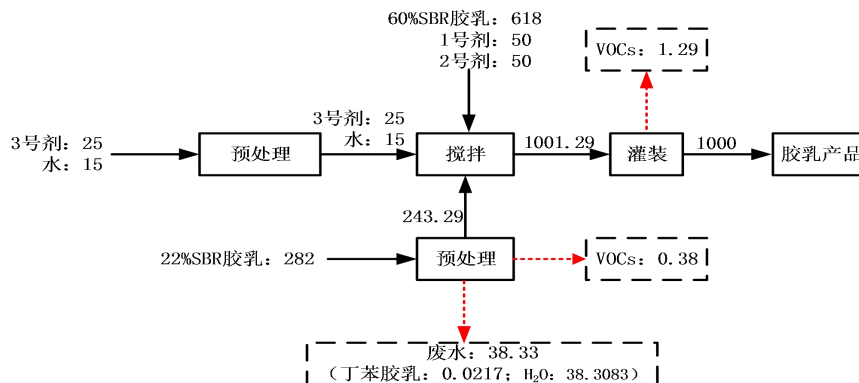 60%SBR胶乳：618
1号剂：50
2号剂：50
VOCs：1.29
3号剂：25
水：15
预处理
3号剂：25
水：15
搅拌
1001.29
灌装
1000
胶乳产品
243.29
22%SBR胶乳：282
预处理
VOCs：0.38
废水：38.33
（丁苯胶乳：0.0217；H₂O：38.3083）